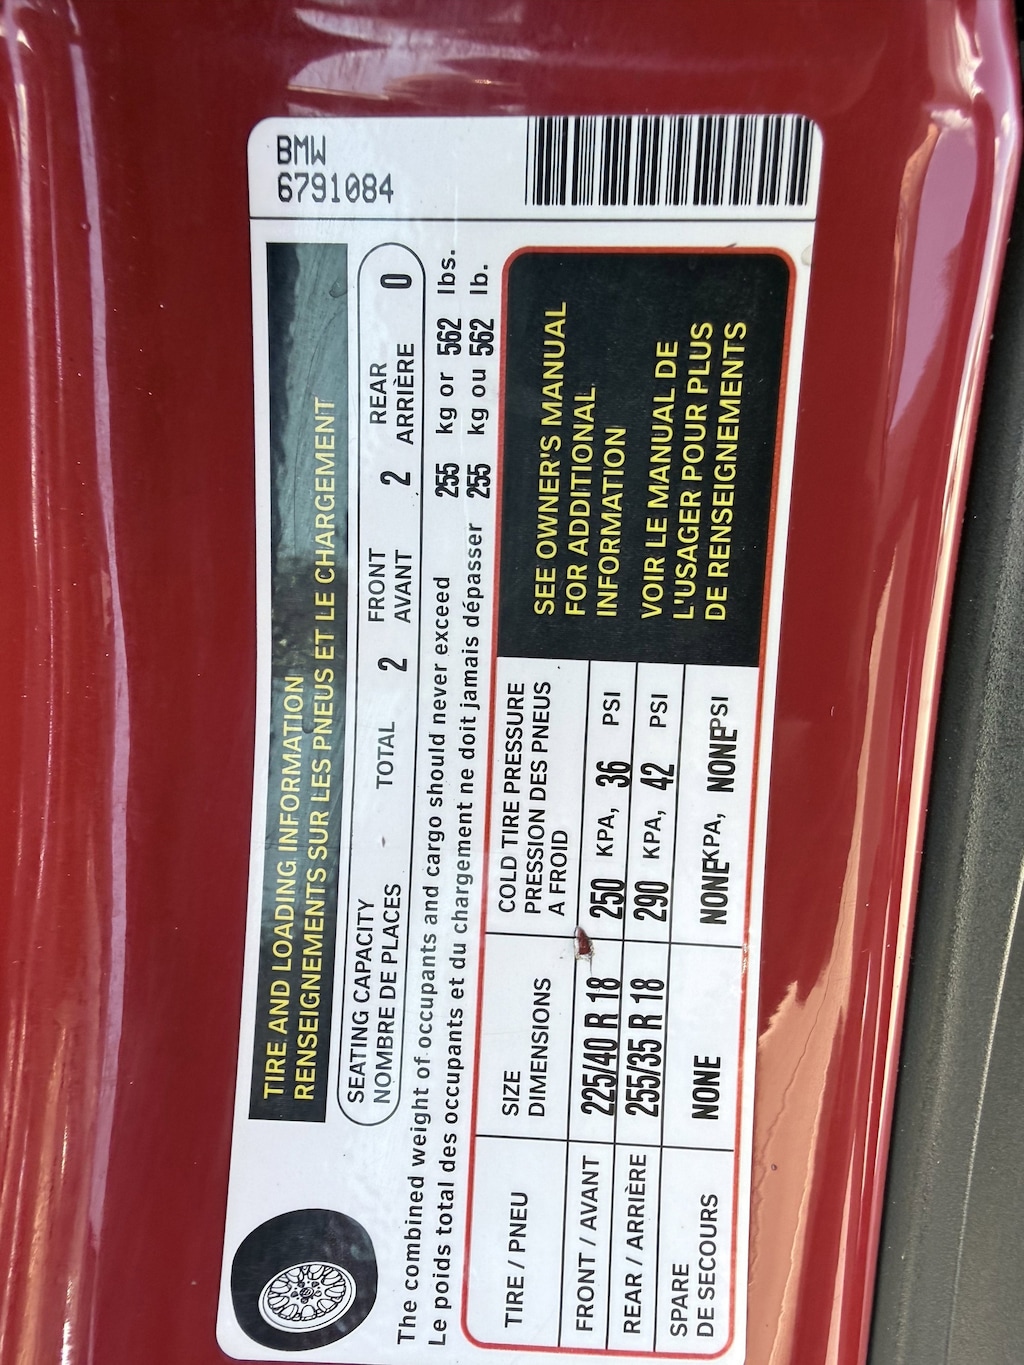 BMW
6791084
TIRE AND LOADING INFORMATION
RENSEIGNEMENTS SUR LES PNEUS ET LE CHARGEMENT
SEATING CAPACITY TOTAL 2 FRONT 2 REAR 0
NOMBRE DE PLACES AVANT ARRIÈRE
The combined weight of occupants and cargo should never exceed 255 kg or 562 lbs.
Le poids total des occupants et du chargement ne doit jamais dépasser 255 kg ou 562 lb.
TIRE / PNEU
SIZE
DIMENSIONS
COLD TIRE PRESSURE
PRESSION DES PNEUS
A FROID
FRONT / AVANT 225/40 R 18 250 KPA, 36 PSI
REAR / ARRIÈRE 255/35 R 18 290 KPA, 42 PSI
SPARE
DE SECOURS
NONE NONE KPA, NONE PSI
SEE OWNER'S MANUAL
FOR ADDITIONAL
INFORMATION
VOIR LE MANUAL DE
L'USAGER POUR PLUS
DE RENSEIGNEMENTS